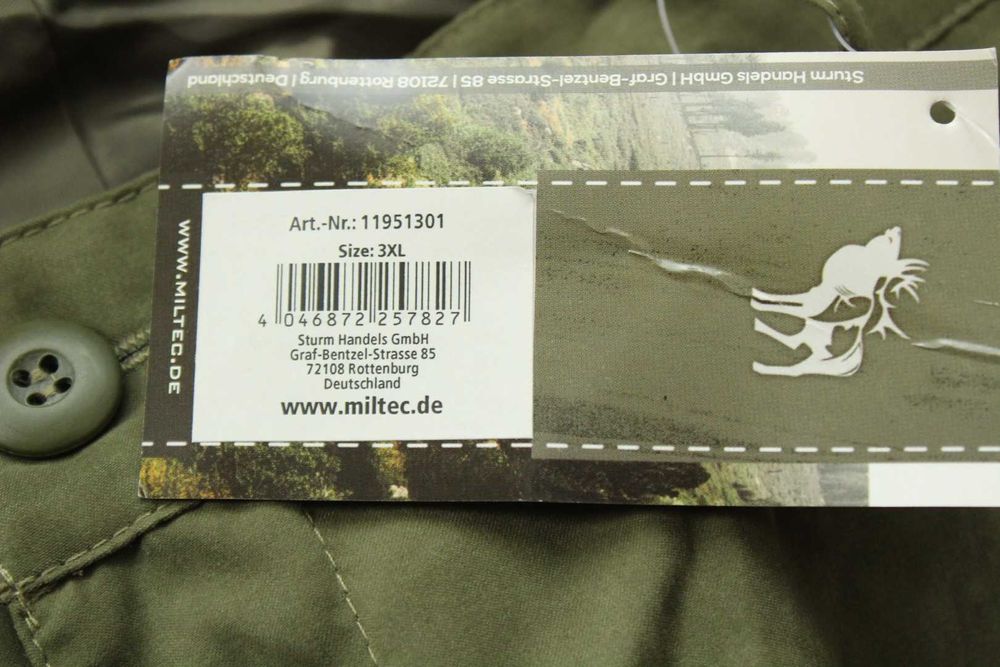 Sturm Handels GmbH | Graf-Bentzel-Strasse 85 | 72108 Rottenburg | Deutschland
WWW.MILTEC.DE
Art.-Nr.: 11951301
Size: 3XL
4 046872 257827
Sturm Handels GmbH
Graf-Bentzel-Strasse 85
72108 Rottenburg
Deutschland
www.miltec.de